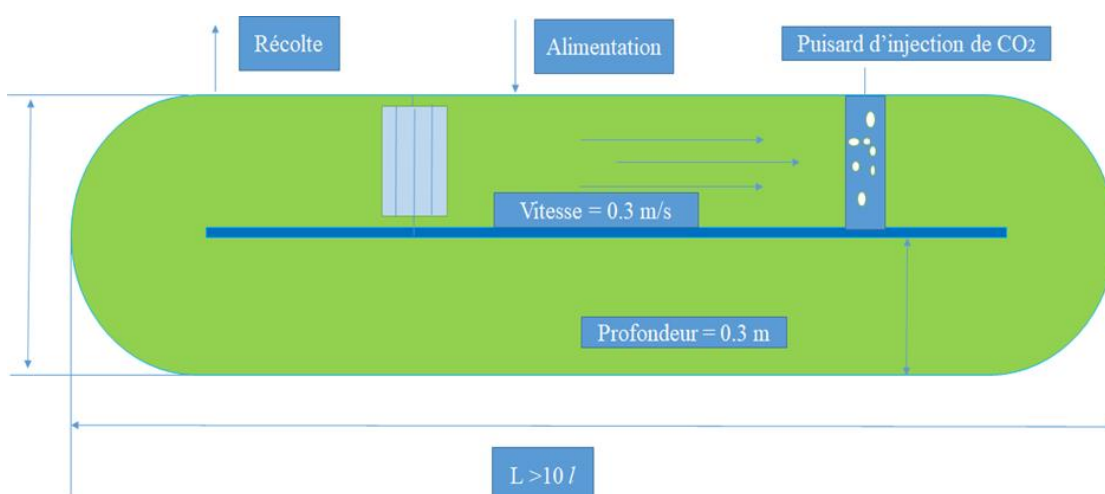 Récolte
Alimentation
Puisard d’injection de CO2
Vitesse = 0.3 m/s
Profondeur = 0.3 m
L >10 l